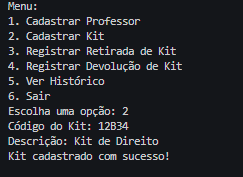 Menu:
1. Cadastrar Professor
2. Cadastrar Kit
3. Registrar Retirada de Kit
4. Registrar Devolução de Kit
5. Ver Histórico
6. Sair
Escolha uma opção: 2
Código do Kit: 12B34
Descrição: Kit de Direito
Kit cadastrado com sucesso!